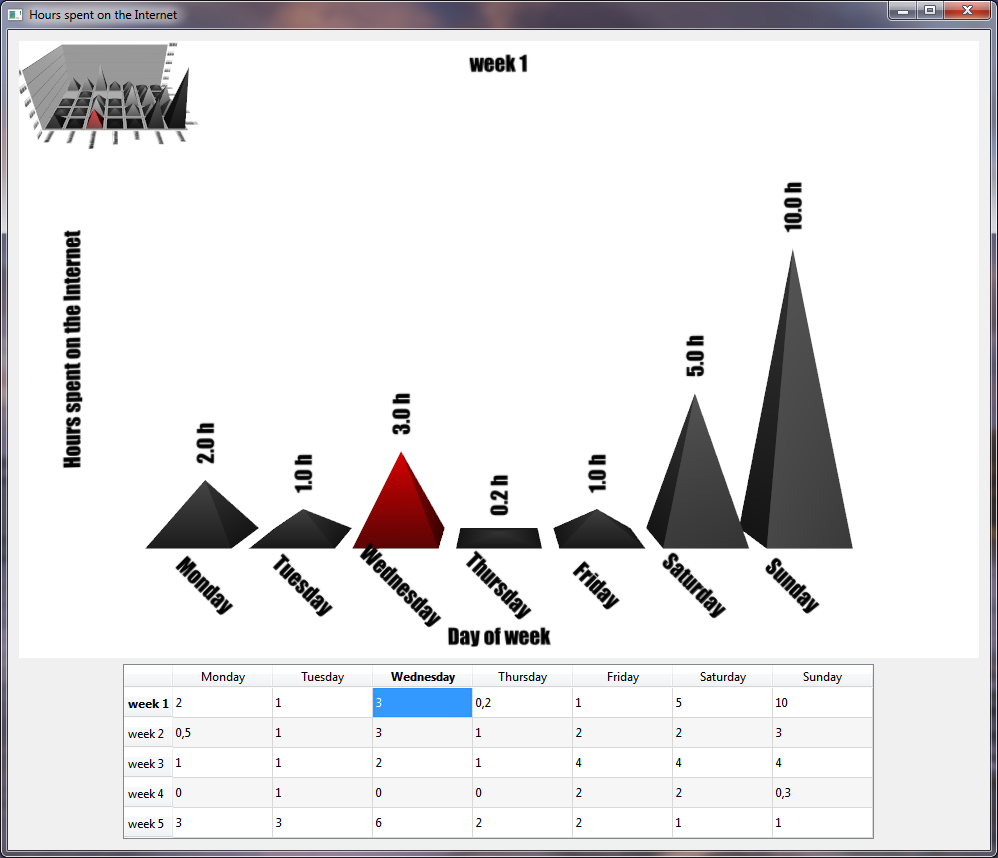 Hours spent on the Internet
week 1
Hours spent on the Internet
2.0 h
1.0 h
3.0 h
0.2 h
1.0 h
5.0 h
10.0 h
Monday
Tuesday
Wednesday
Thursday
Friday
Saturday
Sunday
Day of week
Monday Tuesday Wednesday Thursday Friday Saturday Sunday
week 1 2 1 3 0,2 1 5 10
week 2 0,5 1 3 1 2 2 3
week 3 1 1 2 1 4 4 4
week 4 0 1 0 0 2 2 0,3
week 5 3 3 6 2 2 1 1